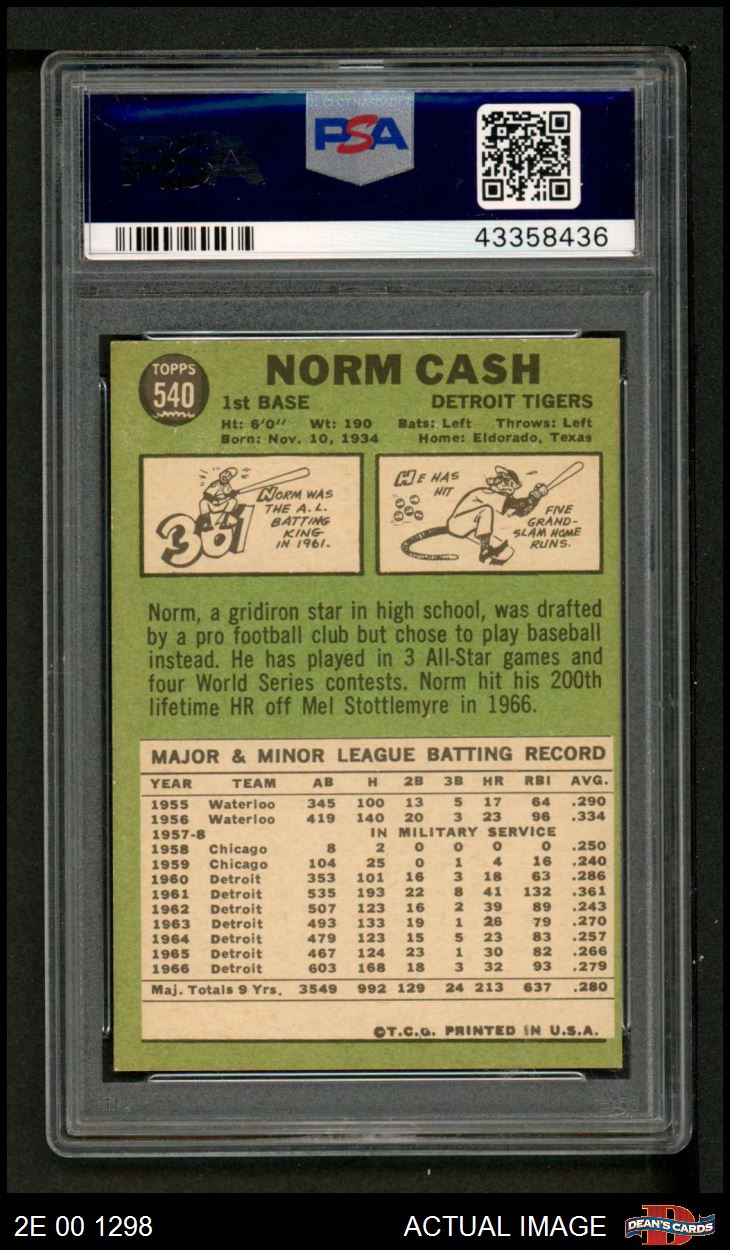 PSA
PSA
43358436
TOPPS
540
NORM CASH
1st BASE DETROIT TIGERS
Ht: 6'0" Wt: 190 Bats: Left Throws: Left
Born: Nov. 10, 1934 Home: Eldorado, Texas
361
NORM WAS
THE A.L.
BATTING
KING
IN 1961.
HE HAS
HIT
FIVE
GRAND-
SLAM HOME
RUNS.
Norm, a gridiron star in high school, was drafted
by a pro football club but chose to play baseball
instead. He has played in 3 All-Star games and
four World Series contests. Norm hit his 200th
lifetime HR off Mel Stottlemyre in 1966.
MAJOR & MINOR LEAGUE BATTING RECORD
YEAR TEAM AB H 2B 3B HR RBI AVG.
1955 Waterloo 345 100 13 5 17 64 .290
1956 Waterloo 419 140 20 3 23 96 .334
1957-8 IN MILITARY SERVICE
1958 Chicago 8 2 0 0 0 0 .250
1959 Chicago 104 25 0 1 4 16 .240
1960 Detroit 353 101 16 3 18 63 .286
1961 Detroit 535 193 22 8 41 132 .361
1962 Detroit 507 123 16 2 39 89 .243
1963 Detroit 493 133 19 1 26 79 .270
1964 Detroit 479 123 15 5 23 83 .257
1965 Detroit 467 124 23 1 30 82 .266
1966 Detroit 603 168 18 3 32 93 .279
Maj. Totals 9 Yrs. 3549 992 129 24 213 637 .280
©T.C.G. PRINTED IN U.S.A.
2E 00 1298 ACTUAL IMAGE
D
DEAN'S CARDS